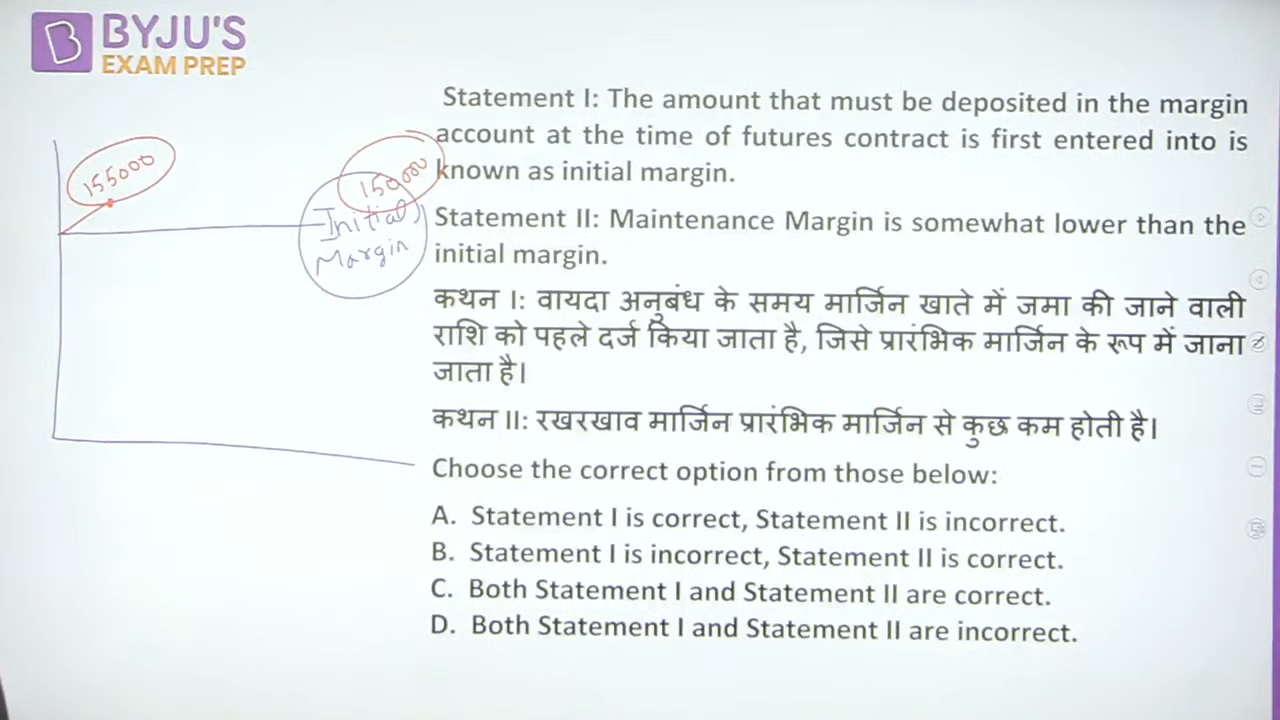 BYJU'S
EXAM PREP
Statement I: The amount that must be deposited in the margin
account at the time of futures contract is first entered into is
known as initial margin.
155000
150000
Initial
Margin
Statement II: Maintenance Margin is somewhat lower than the
initial margin.
कथन I: वायदा अनुबंध के समय मार्जिन खाते में जमा की जाने वाली
राशि को पहले दर्ज किया जाता है, जिसे प्रारंभिक मार्जिन के रूप में जाना
जाता है।
कथन II: रखरखाव मार्जिन प्रारंभिक मार्जिन से कुछ कम होती है।
Choose the correct option from those below:
A. Statement I is correct, Statement II is incorrect.
B. Statement I is incorrect, Statement II is correct.
C. Both Statement I and Statement II are correct.
D. Both Statement I and Statement II are incorrect.